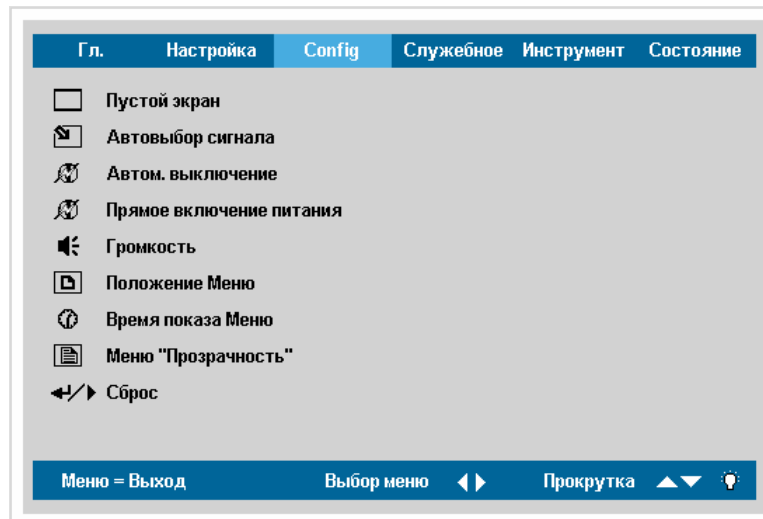 Гл. Настройка Config Служебное Инструмент Состояние
Пустой экран
Автовыбор сигнала
Автом. выключение
Прямое включение питания
Громкость
Положение Меню
Время показа Меню
Меню "Прозрачность"
Сброс
Меню = Выход Выбор меню Прокрутка